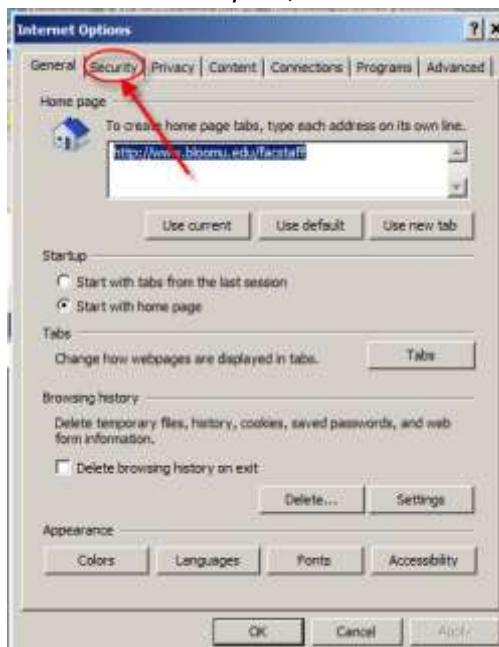 Internet Options
General Security Privacy Content Connections Programs Advanced
Home page
To create home page tabs, type each address on its own line.
http://www.bloomu.edu/facstaff
Use current Use default Use new tab
Startup
Start with tabs from the last session
Start with home page
Tabs
Change how webpages are displayed in tabs. Tabs
Browsing history
Delete temporary files, history, cookies, saved passwords, and web
form information.
Delete browsing history on exit
Delete... Settings
Appearance
Colors Languages Fonts Accessibility
OK Cancel Apply